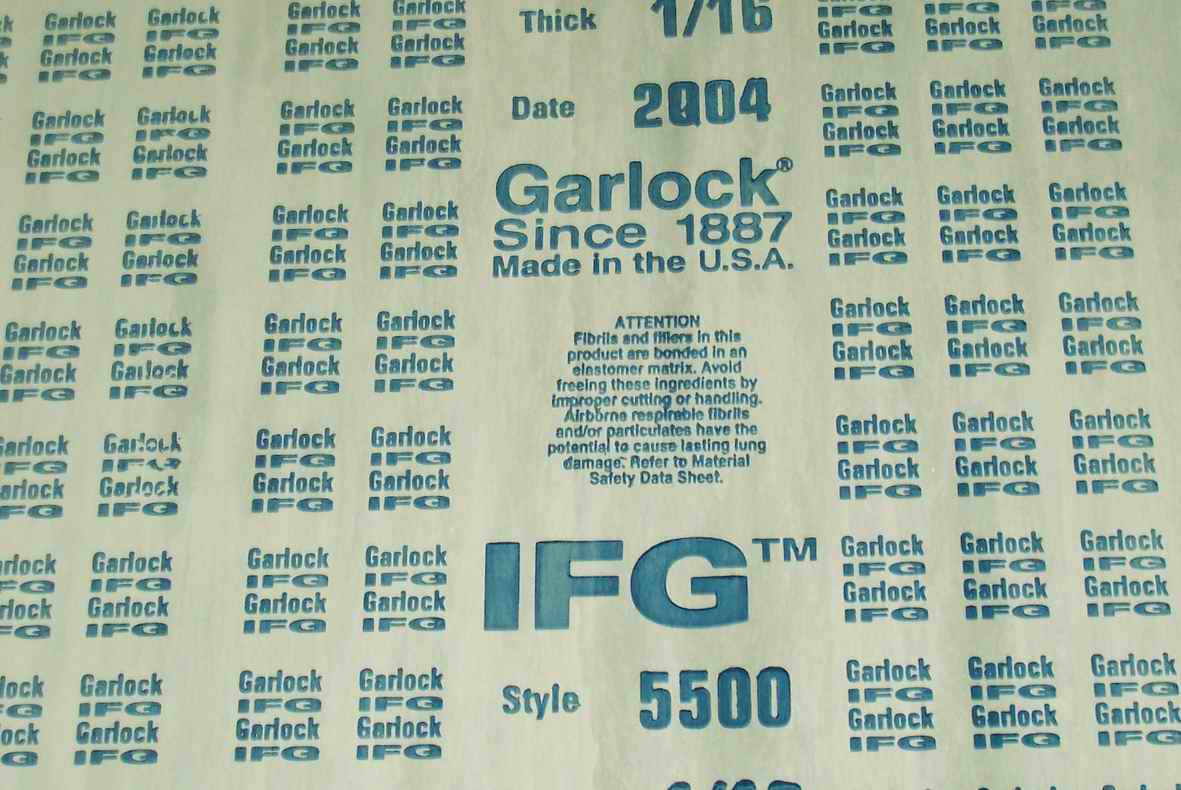 Thick 1/16
Date 2004
Garlock®
Since 1887
Made in the U.S.A.
ATTENTION
Fibrils and fillers in this
product are bonded in an
elastomer matrix. Avoid
freeing these ingredients by
improper cutting or handling.
Airborne respirable fibrils
and/or particulates have the
potential to cause lasting lung
damage. Refer to Material
Safety Data Sheet.
IFG™
Style 5500
Garlock
IFG
Garlock
IFG